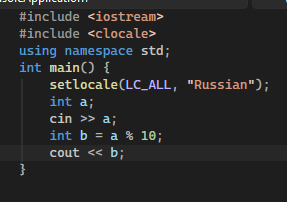 #include <iostream>
#include <clocale>
using namespace std;
int main() {
setlocale(LC_ALL, "Russian");
int a;
cin >> a;
int b = a % 10;
cout << b;
}